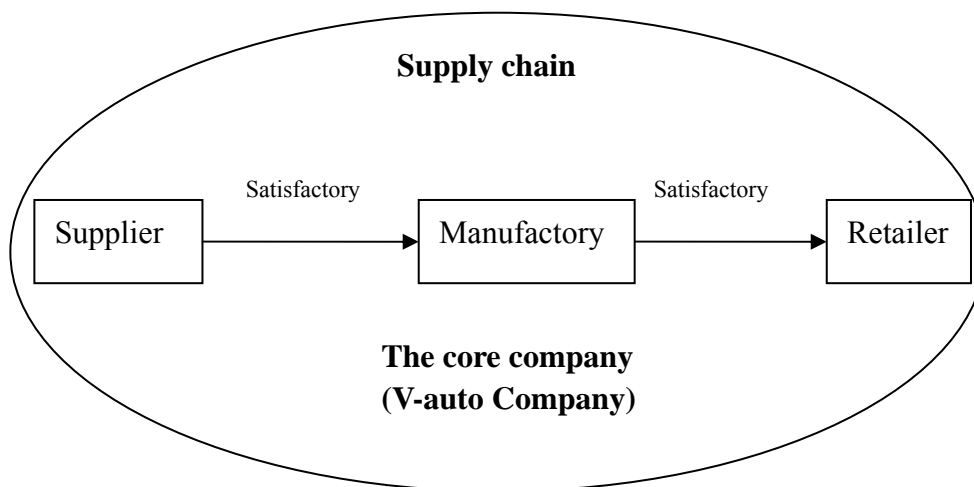 Supply chain
Satisfactory
Satisfactory
Supplier
Manufactory
Retailer
The core company
(V-auto Company)